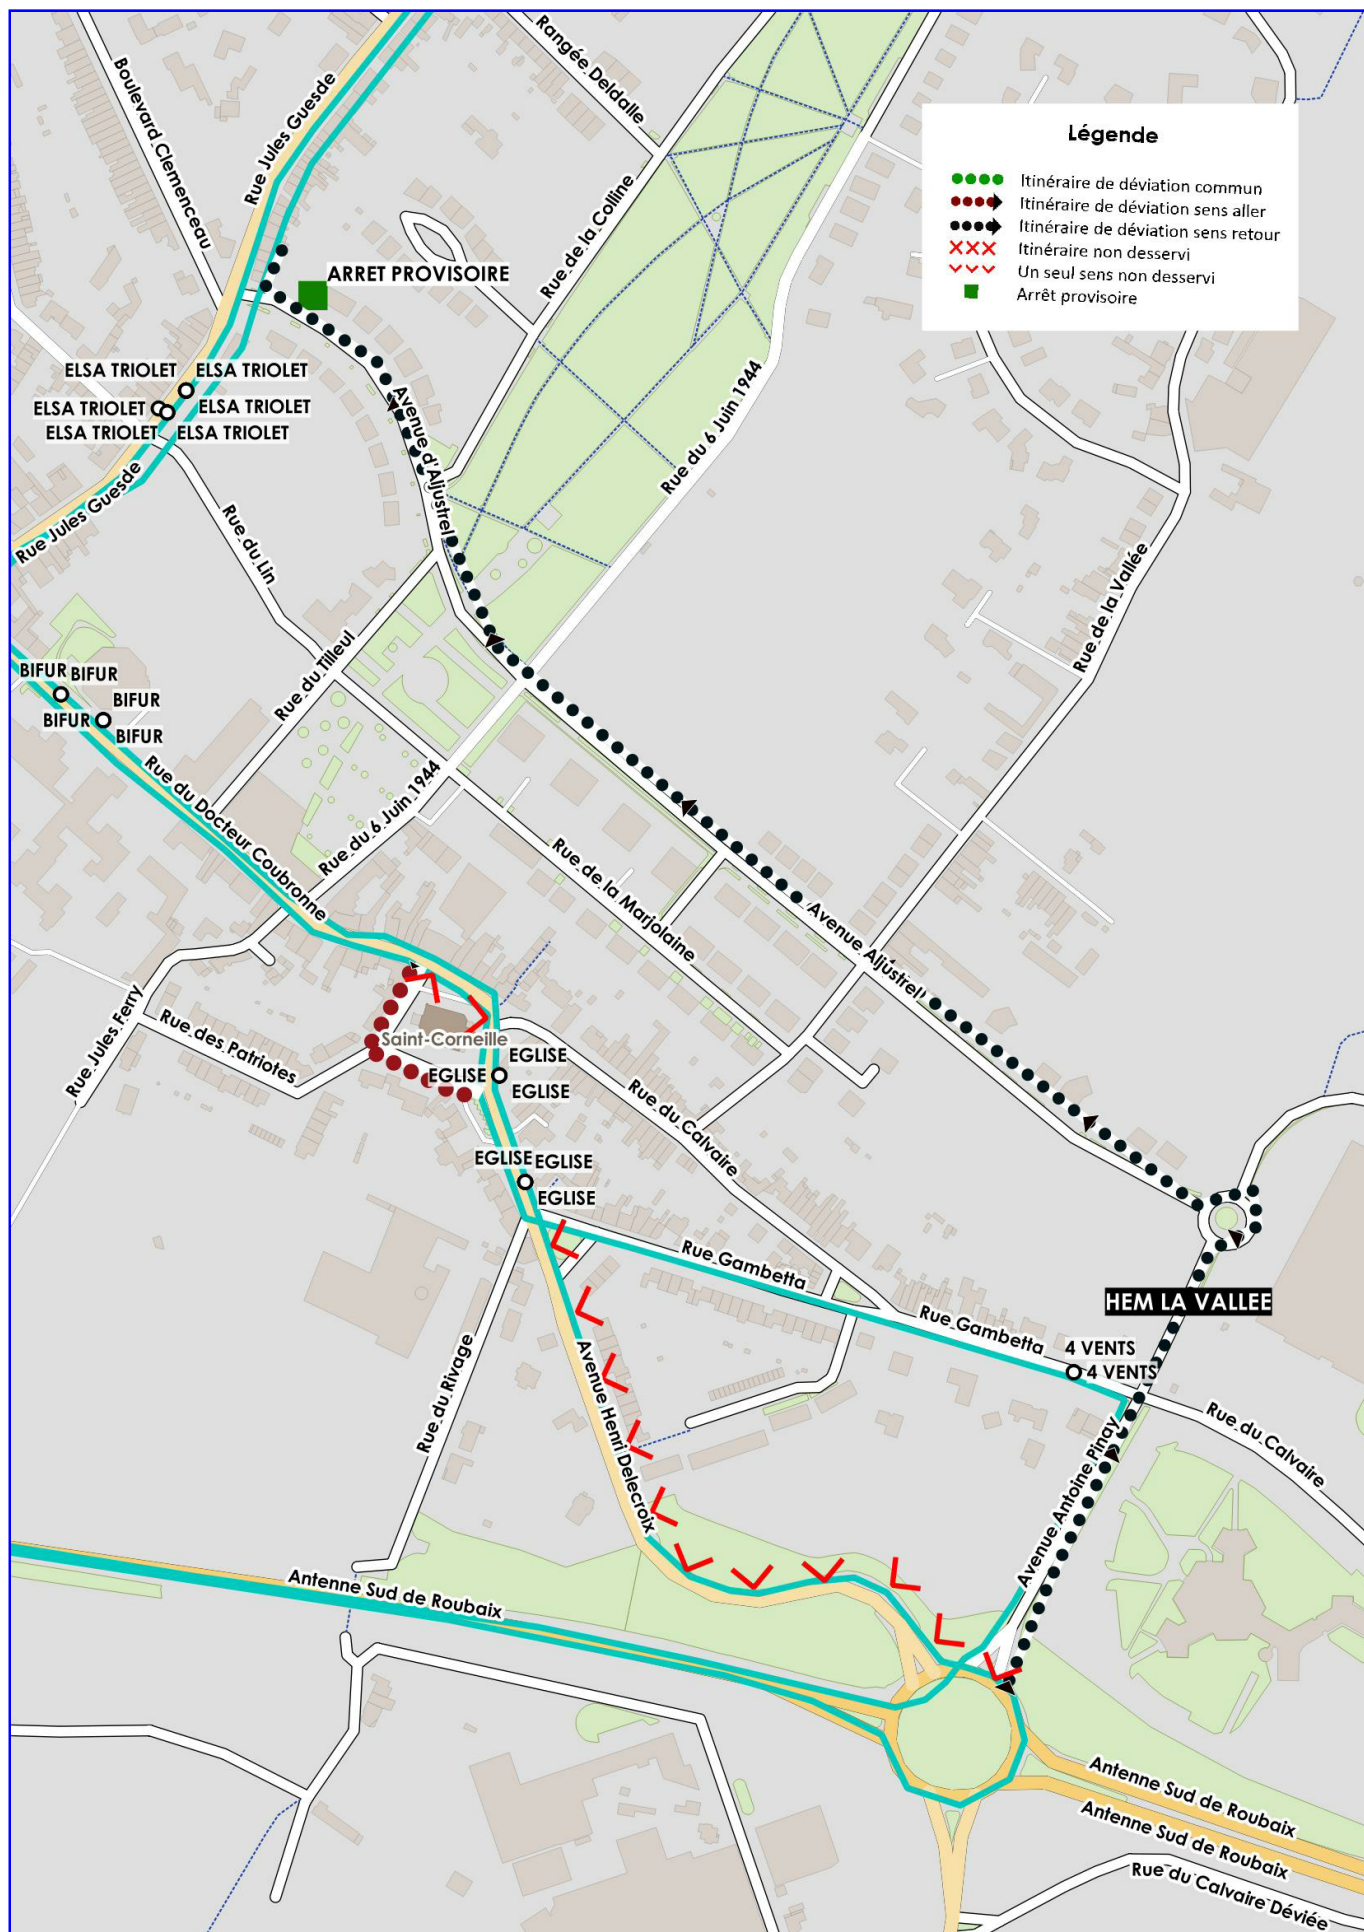 Rangée Deldalle
Boulevard Clemenceau
Rue Jules Guesde
Légende
Itinéraire de déviation commun
Itinéraire de déviation sens aller
Itinéraire de déviation sens retour
Itinéraire non desservi
Un seul sens non desservi
Arrêt provisoire
Rue de la Colline
ARRET PROVISOIRE
ELSA TRIOLET
ELSA TRIOLET
ELSA TRIOLET
ELSA TRIOLET
ELSA TRIOLET
ELSA TRIOLET
Avenue d'Aljustrel
Rue du 6 Juin 1944
Rue Jules Guesde
Rue du Lin
Rue de la Vallée
Rue du Tilleul
BIFUR
BIFUR
BIFUR
BIFUR
BIFUR
Rue du Docteur Coubronne
Rue du 6 Juin 1944
Rue de la Marjolaine
Avenue Aljustrel
Rue Jules Ferry
Rue des Patriotes
Saint-Corneille
EGLISE
EGLISE
EGLISE
Rue du Calvaire
EGLISE
EGLISE
EGLISE
Rue Gambetta
HEM LA VALLEE
Rue Gambetta
4 VENTS
4 VENTS
Rue du Rivage
Avenue Henri Delecroix
Avenue Antoine Pinay
Rue du Calvaire
Antenne Sud de Roubaix
Antenne Sud de Roubaix
Antenne Sud de Roubaix
Rue du Calvaire Déviée